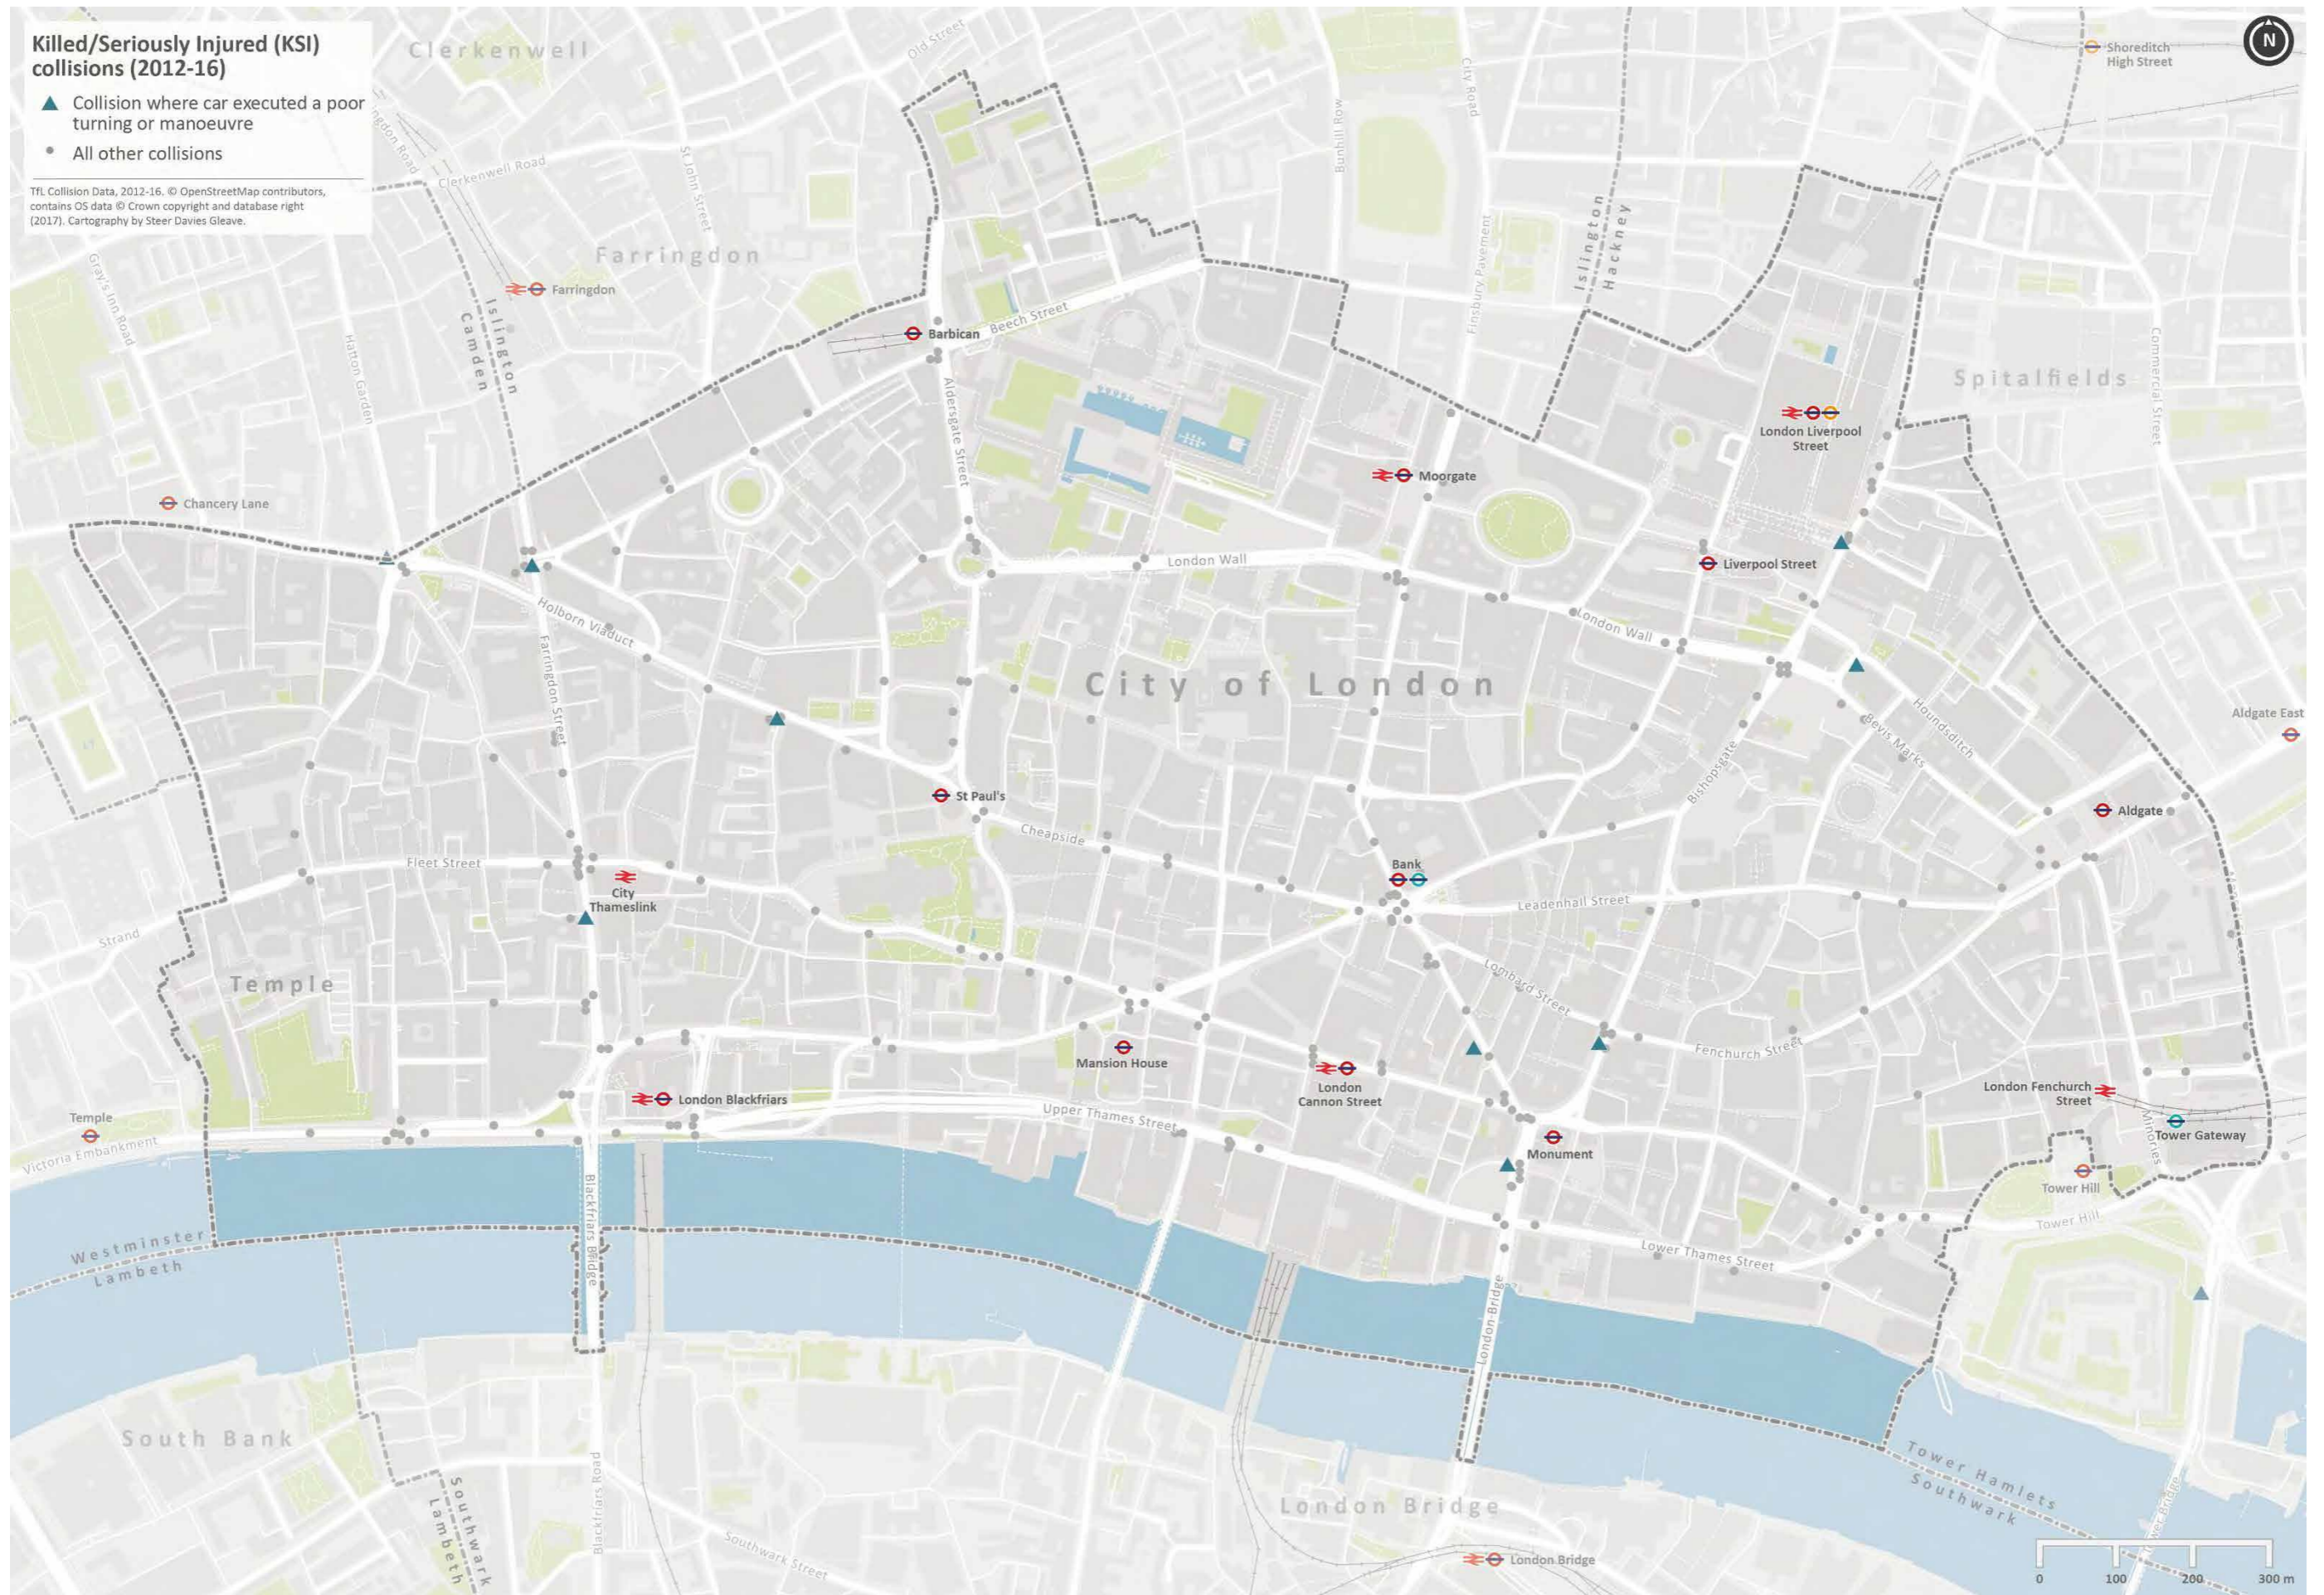 Killed/Seriously Injured (KSI)
collisions (2012-16)
Collision where car executed a poor
turning or manoeuvre
All other collisions
TfL Collision Data, 2012-16. © OpenStreetMap contributors,
contains OS data © Crown copyright and database right
(2017). Cartography by Steer Davies Gleave.
N
Clerkenwell
Old Street
City Road
Shoreditch
High Street
Bunhill Row
Clerkenwell Road
St John Street
Farringdon
Farringdon
Gray's Inn Road
Hatton Garden
Islington
Camden
Islington
Hackney
Finsbury Pavement
Barbican
Beech Street
Aldersgate Street
Commercial Street
Spitalfields
London Liverpool
Street
Chancery Lane
Moorgate
London Wall
Liverpool Street
Holborn Viaduct
London Wall
Farringdon Street
City of London
Houndsditch
Bevis Marks
Aldgate East
Bishopsgate
St Paul's
Aldgate
Cheapside
Fleet Street
Bank
City
Thameslink
Leadenhall Street
Strand
Temple
Lombard Street
Fenchurch Street
Mansion House
London
Cannon Street
London Fenchurch
Street
London Blackfriars
Temple
Upper Thames Street
Minories
Tower Gateway
Victoria Embankment
Monument
Tower Hill
Tower Hill
Blackfriars Bridge
Westminster
Lambeth
Lower Thames Street
London Bridge
South Bank
Tower Hamlets
Southwark
Southwark
Lambeth
Blackfriars Road
London Bridge
Southwark Street
London Bridge
0 100 200 300 m